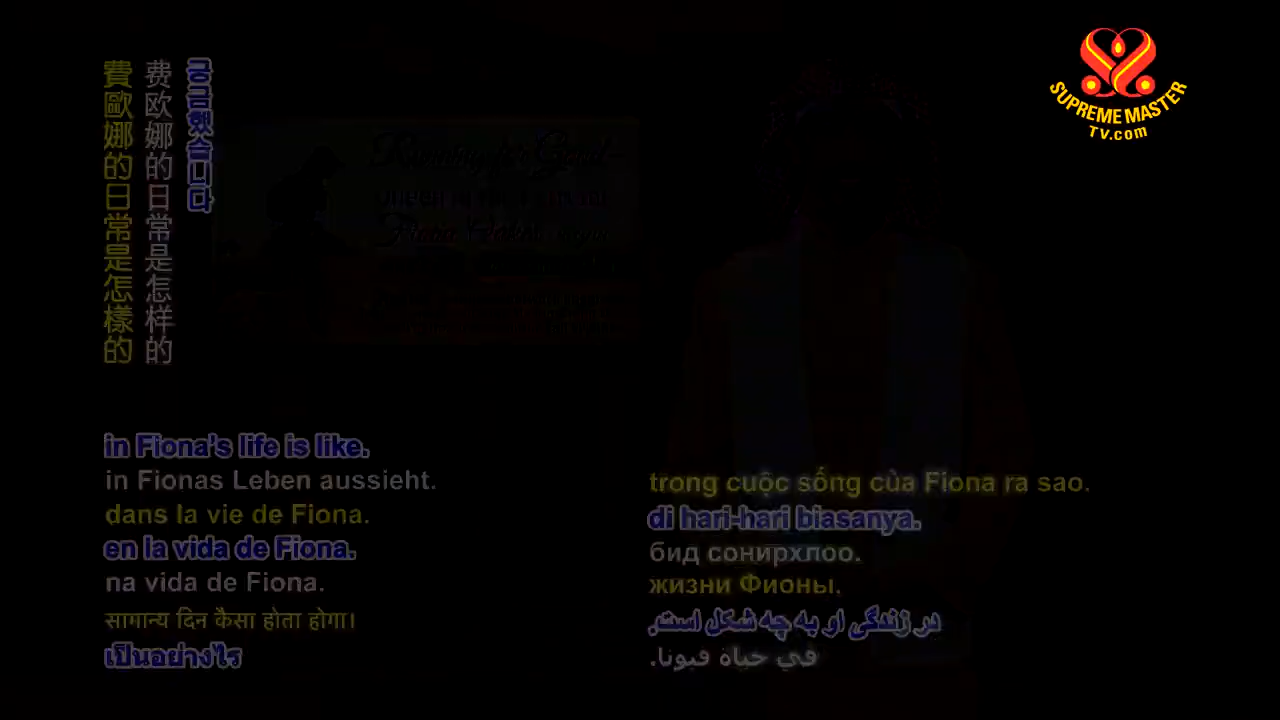 費歐娜的日常是怎樣的
费欧娜的日常是怎样的
궁금했습니다
SUPREME MASTER
TV.com
Running for Good
in Fiona's life is like.
in Fionas Leben aussieht.
dans la vie de Fiona.
en la vida de Fiona.
na vida de Fiona.
सामान्य दिन कैसा होता होगा।
เป็นอย่างไร
trong cuộc sống của Fiona ra sao.
di hari-hari biasanya.
бид сонирхлоо.
жизни Фионы.
در زندگی او به چه شکل است.
في حياة فيونا.